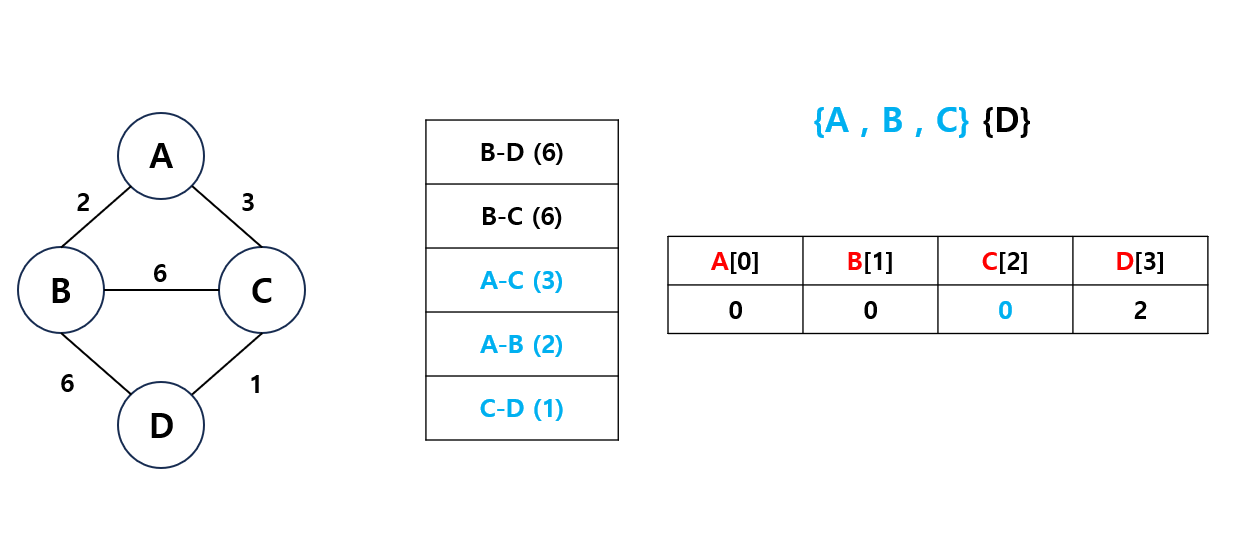 A
2
3
B
6
C
6
1
D
B-D (6)
B-C (6)
A-C (3)
A-B (2)
C-D (1)
{A , B , C} {D}
A[0] B[1] C[2] D[3]
0 0 0 2